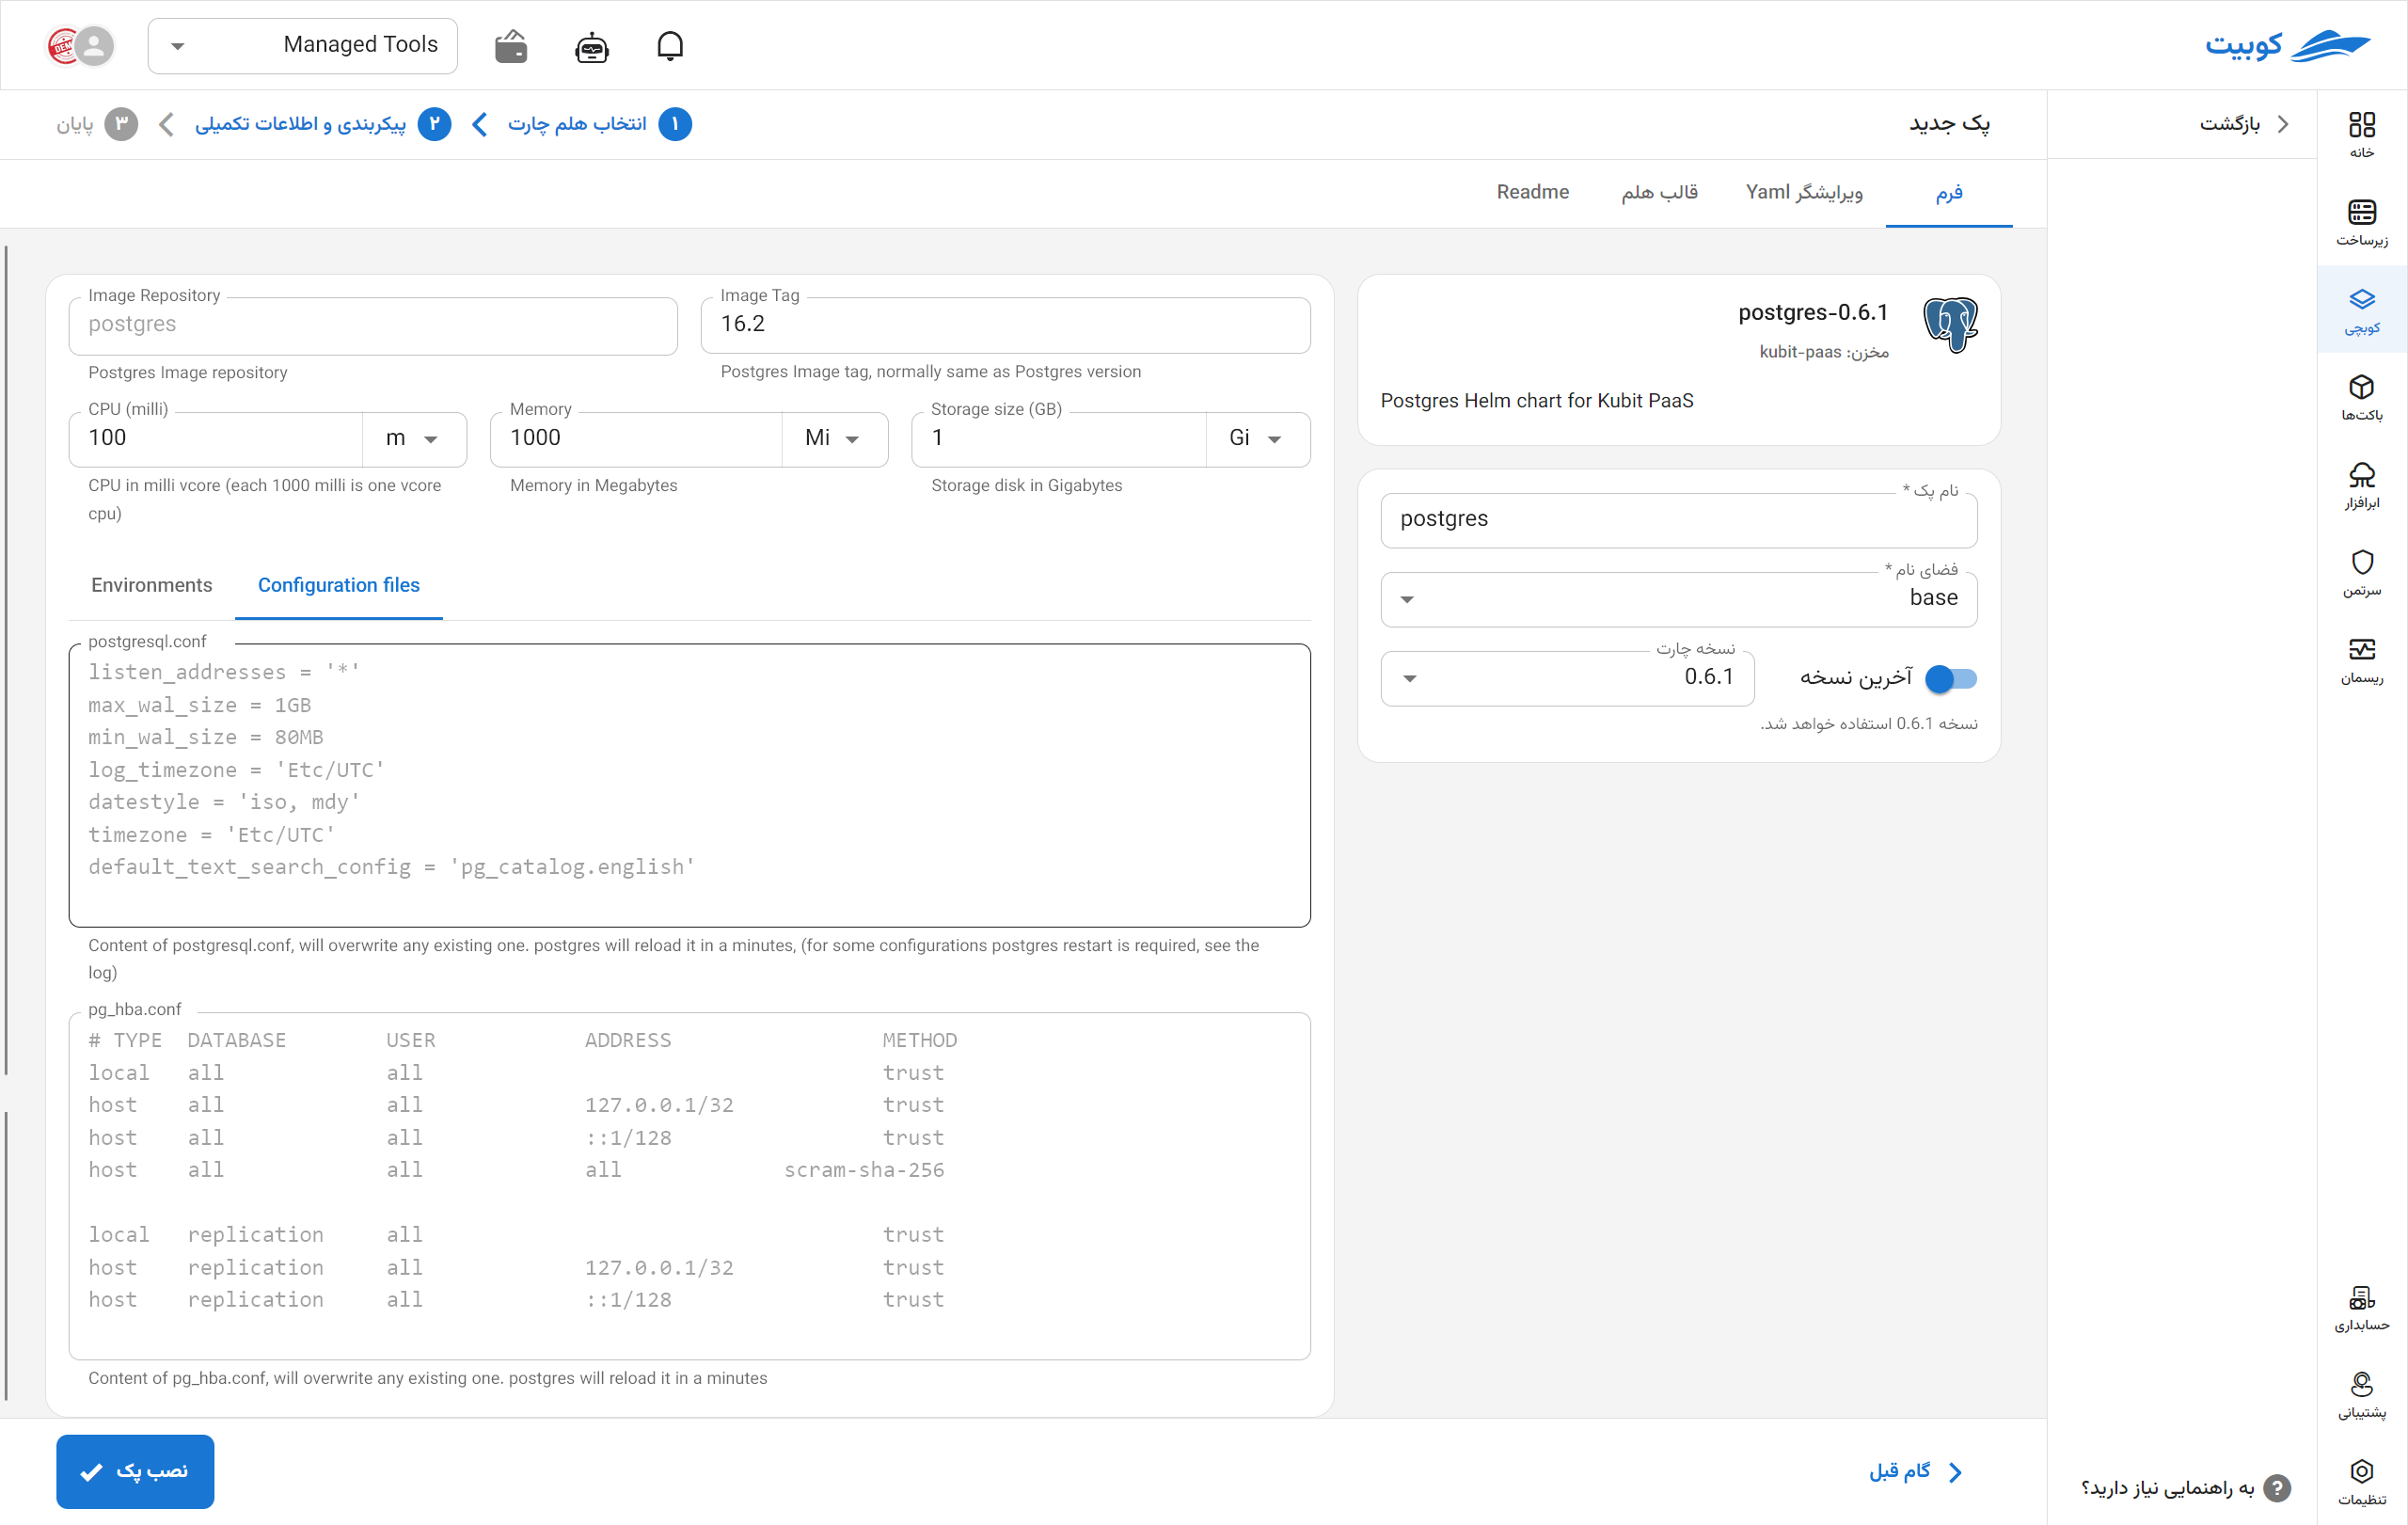 کوبیت
Managed Tools
DEM
خانه
زیرساخت
کوبچی
باکت‌ها
ابرافزار
سرتمن
ریسمان
حسابداری
پشتیبانی
تنظیمات
بازگشت
به راهنمایی نیاز دارید؟
پک جدید
۱ انتخاب هلم چارت
۲ پیکربندی و اطلاعات تکمیلی
۳ پایان
فرم
ویرایشگر Yaml
قالب هلم
Readme
postgres-0.6.1
مخزن: kubit-paas
Postgres Helm chart for Kubit PaaS
نام پک *
postgres
فضای نام *
base
آخرین نسخه
نسخه چارت
0.6.1
نسخه 0.6.1 استفاده خواهد شد.
Image Repository
postgres
Postgres Image repository
Image Tag
16.2
Postgres Image tag, normally same as Postgres version
CPU (milli)
100 m
CPU in milli vcore (each 1000 milli is one vcore
cpu)
Memory
1000 Mi
Memory in Megabytes
Storage size (GB)
1 Gi
Storage disk in Gigabytes
Environments
Configuration files
postgresql.conf
listen_addresses = '*'
max_wal_size = 1GB
min_wal_size = 80MB
log_timezone = 'Etc/UTC'
datestyle = 'iso, mdy'
timezone = 'Etc/UTC'
default_text_search_config = 'pg_catalog.english'
Content of postgresql.conf, will overwrite any existing one. postgres will reload it in a minutes, (for some configurations postgres restart is required, see the
log)
pg_hba.conf
# TYPE  DATABASE        USER            ADDRESS                 METHOD
local   all             all                                     trust
host    all             all             127.0.0.1/32            trust
host    all             all             ::1/128                 trust
host    all             all             all             scram-sha-256
local   replication     all                                     trust
host    replication     all             127.0.0.1/32            trust
host    replication     all             ::1/128                 trust
Content of pg_hba.conf, will overwrite any existing one. postgres will reload it in a minutes
گام قبل
نصب پک